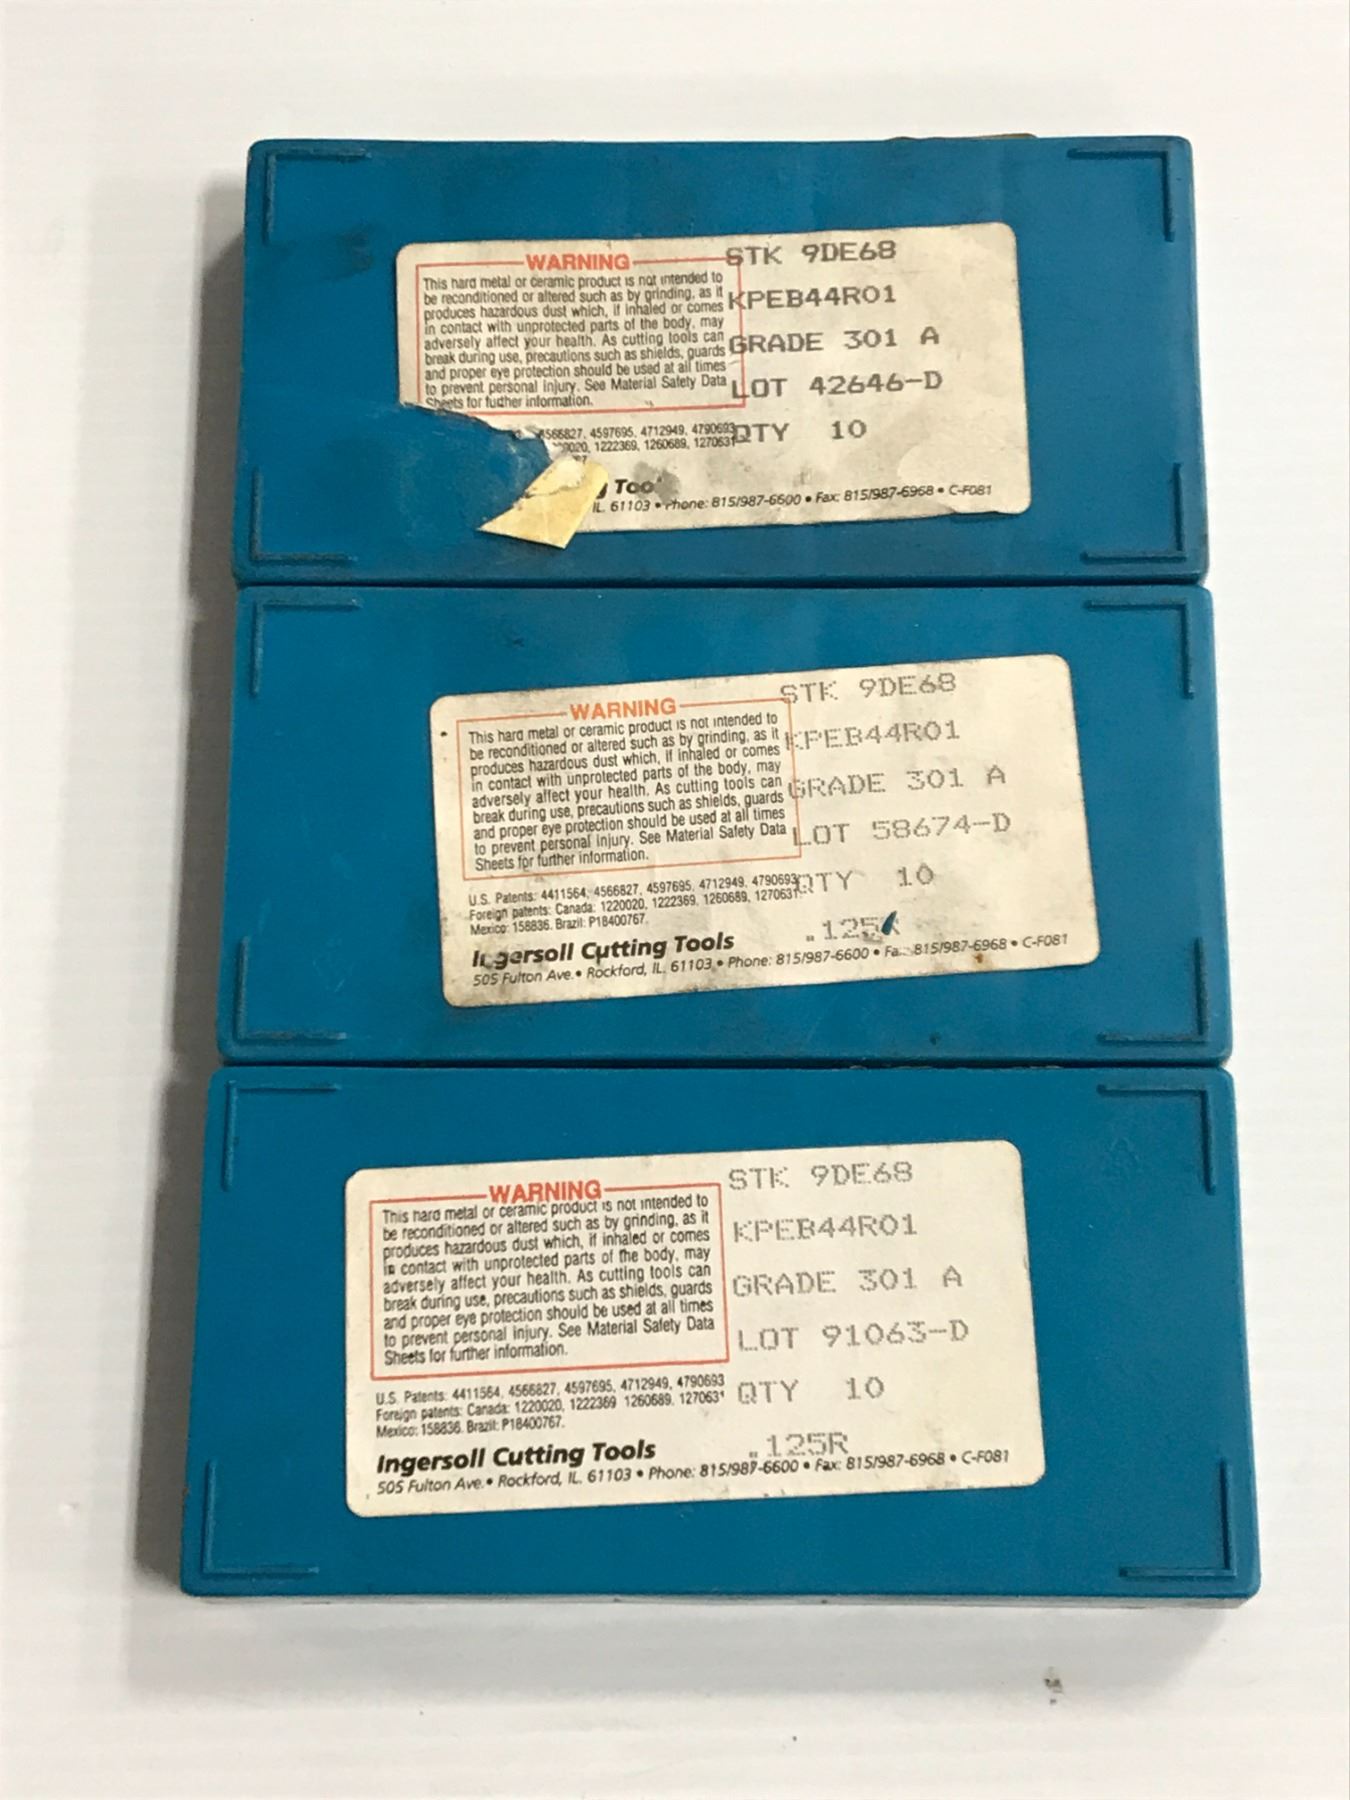 WARNING
This hard metal or ceramic product is not intended to
be reconditioned or altered such as by grinding, as it
produces hazardous dust which, if inhaled or comes
in contact with unprotected parts of the body, may
adversely affect your health. As cutting tools can
break during use, precautions such as shields, guards
and proper eye protection should be used at all times
to prevent personal injury. See Material Safety Data
Sheets for further information.
STK 9DE68
KPEB44R01
GRADE 301 A
LOT 42646-D
QTY 10
4566827, 4597695, 4712949, 4790693
1222369, 1260689, 1270631
IL. 61103 • Phone: 815/987-6600 • Fax: 815/987-6968 • C-F081
WARNING
This hard metal or ceramic product is not intended to
be reconditioned or altered such as by grinding, as it
produces hazardous dust which, if inhaled or comes
in contact with unprotected parts of the body, may
adversely affect your health. As cutting tools can
break during use, precautions such as shields, guards
and proper eye protection should be used at all times
to prevent personal injury. See Material Safety Data
Sheets for further information.
STK 9DE68
KPEB44R01
GRADE 301 A
LOT 58674-D
QTY 10
U.S. Patents: 4411564, 4566827, 4597695, 4712949, 4790693
Foreign patents: Canada: 1220020, 1222369, 1260689, 1270631
Mexico: 158836. Brazil: P18400767.
.125R
Ingersoll Cutting Tools
505 Fulton Ave. • Rockford, IL. 61103 • Phone: 815/987-6600 • Fax: 815/987-6968 • C-F081
WARNING
This hard metal or ceramic product is not intended to
be reconditioned or altered such as by grinding, as it
produces hazardous dust which, if inhaled or comes
in contact with unprotected parts of the body, may
adversely affect your health. As cutting tools can
break during use, precautions such as shields, guards
and proper eye protection should be used at all times
to prevent personal injury. See Material Safety Data
Sheets for further information.
STK 9DE68
KPEB44R01
GRADE 301 A
LOT 91063-D
QTY 10
U.S. Patents: 4411564, 4566827, 4597695, 4712949, 4790693
Foreign patents: Canada: 1220020, 1222369 1260689, 1270631
Mexico: 158836. Brazil: P18400767.
.125R
Ingersoll Cutting Tools
505 Fulton Ave. • Rockford, IL. 61103 • Phone: 815/987-6600 • Fax: 815/987-6968 • C-F081